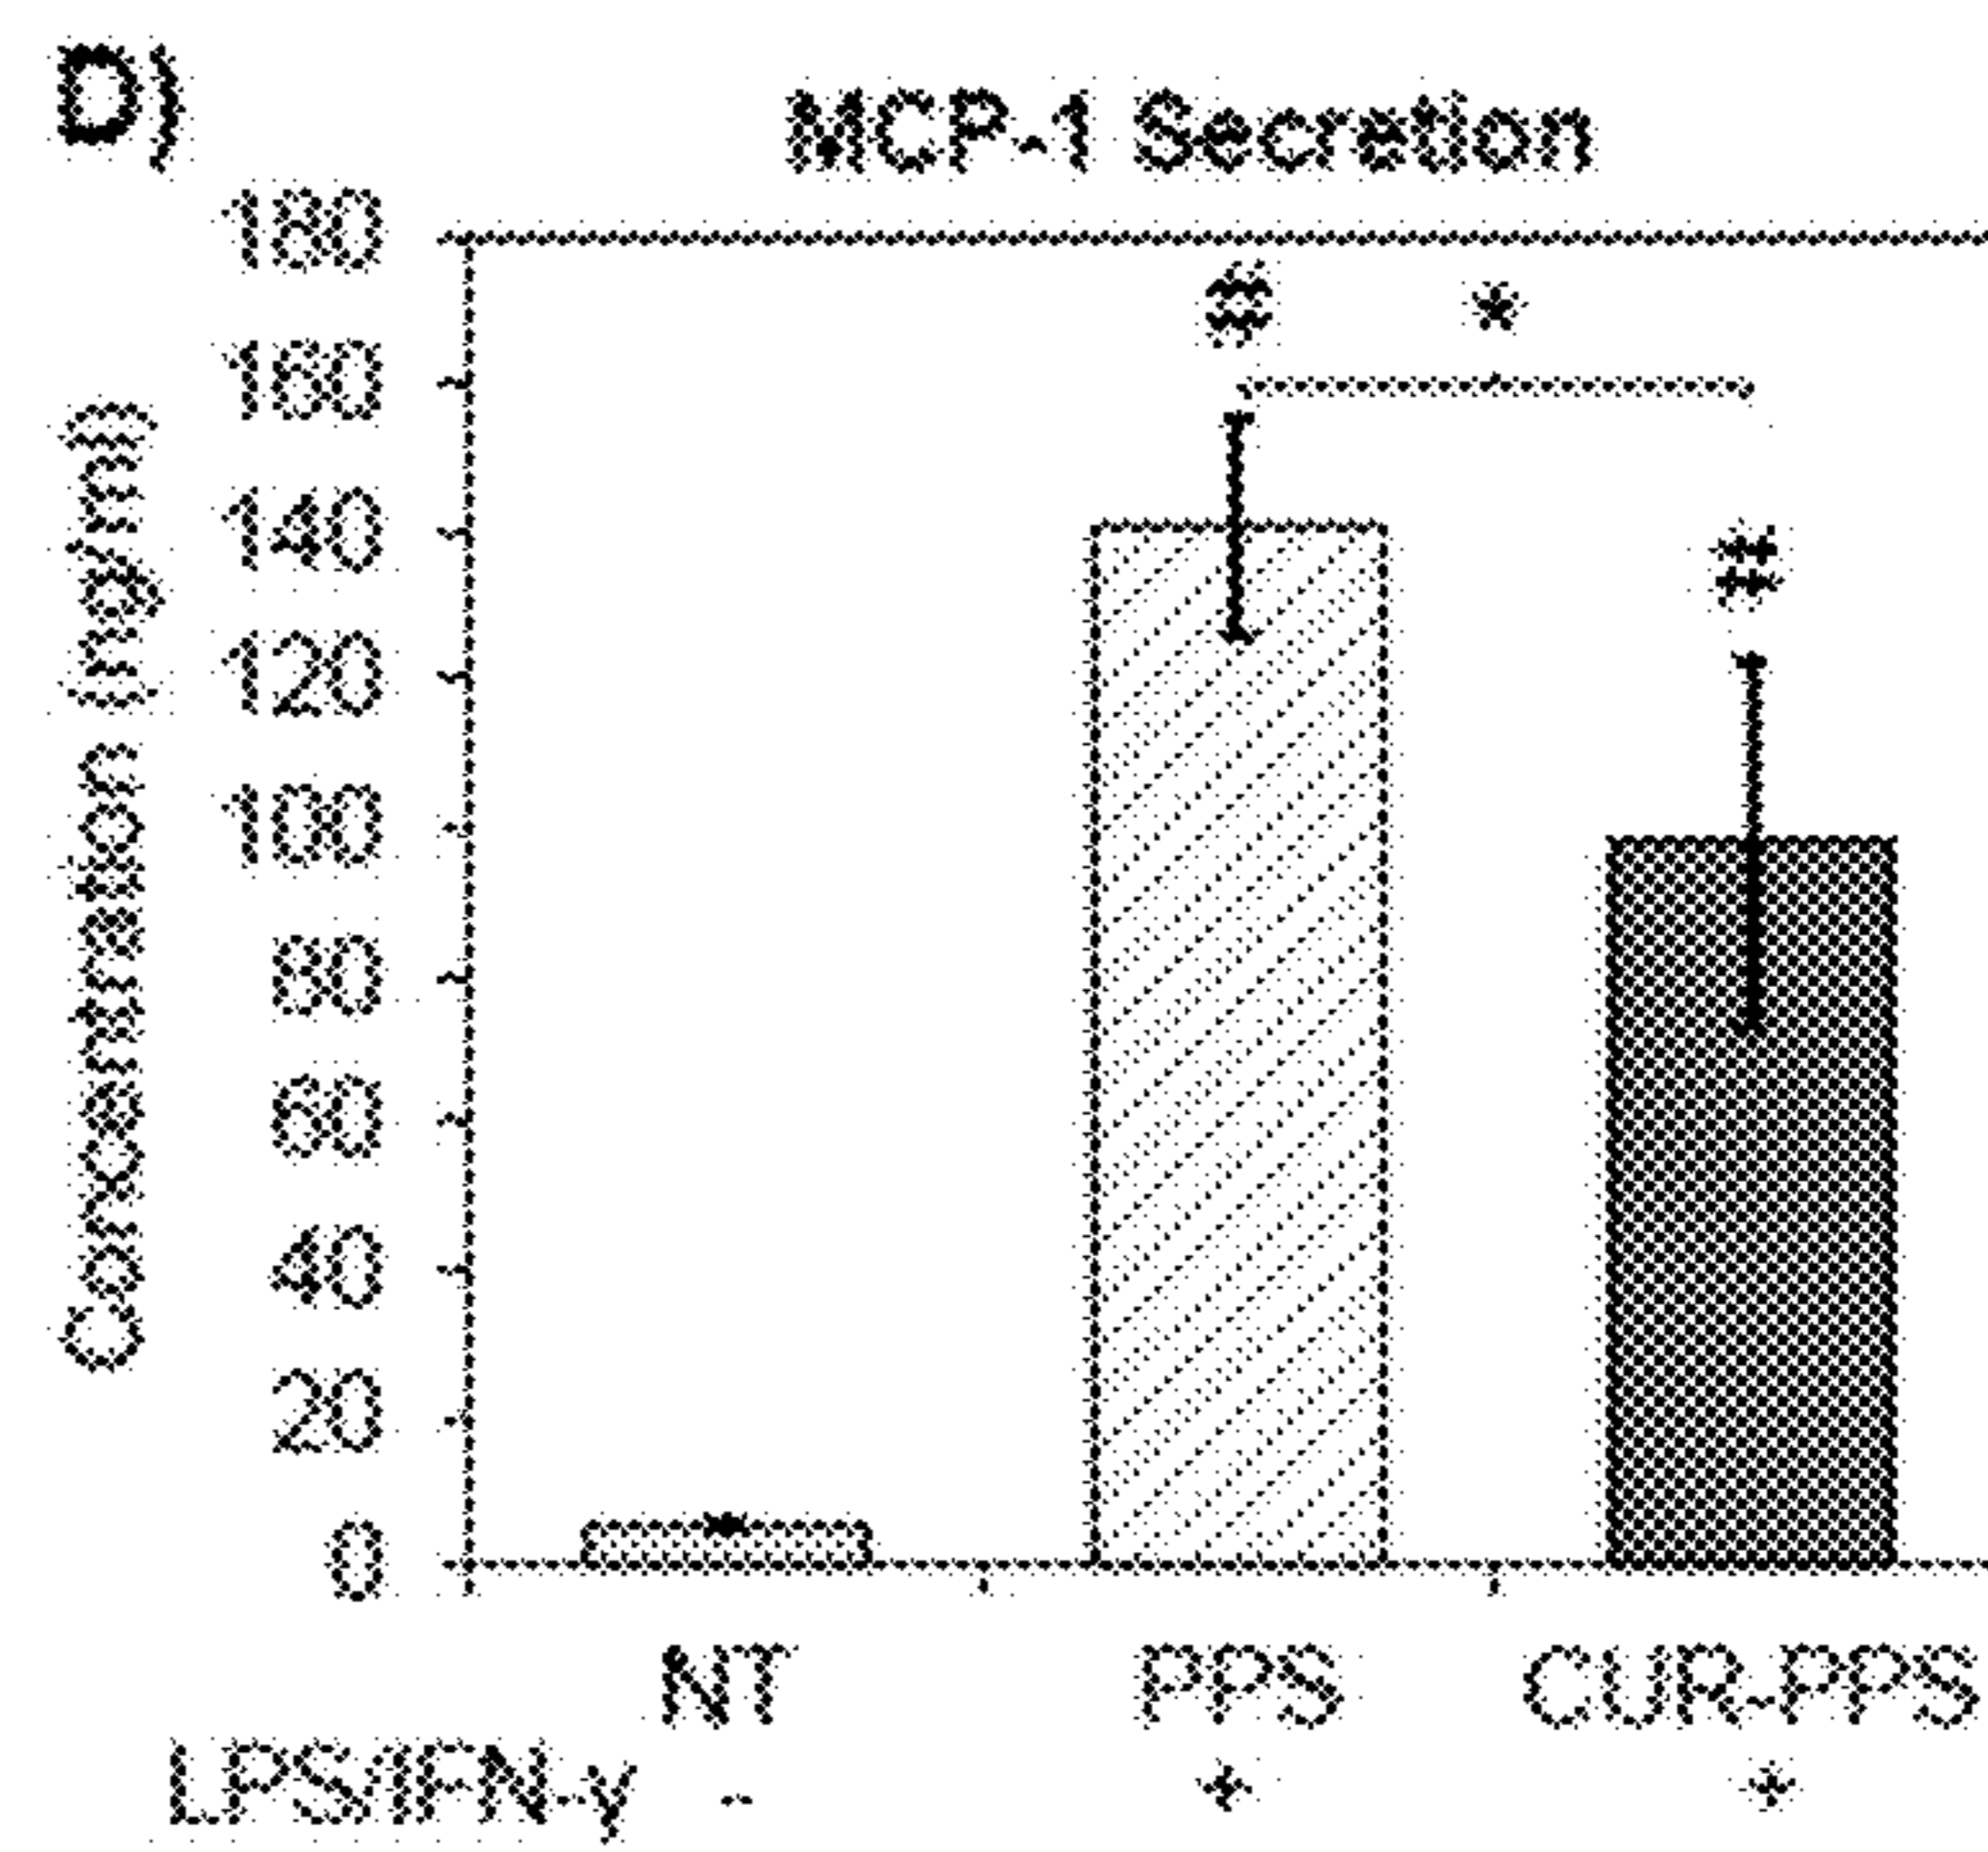 D)
MCP-1 Secretion
Concentration (ng/ml)
180
160
140
120
100
80
60
40
20
0
# *
#
NT PPS CUR-PPS
LPS/IFN-γ - + +